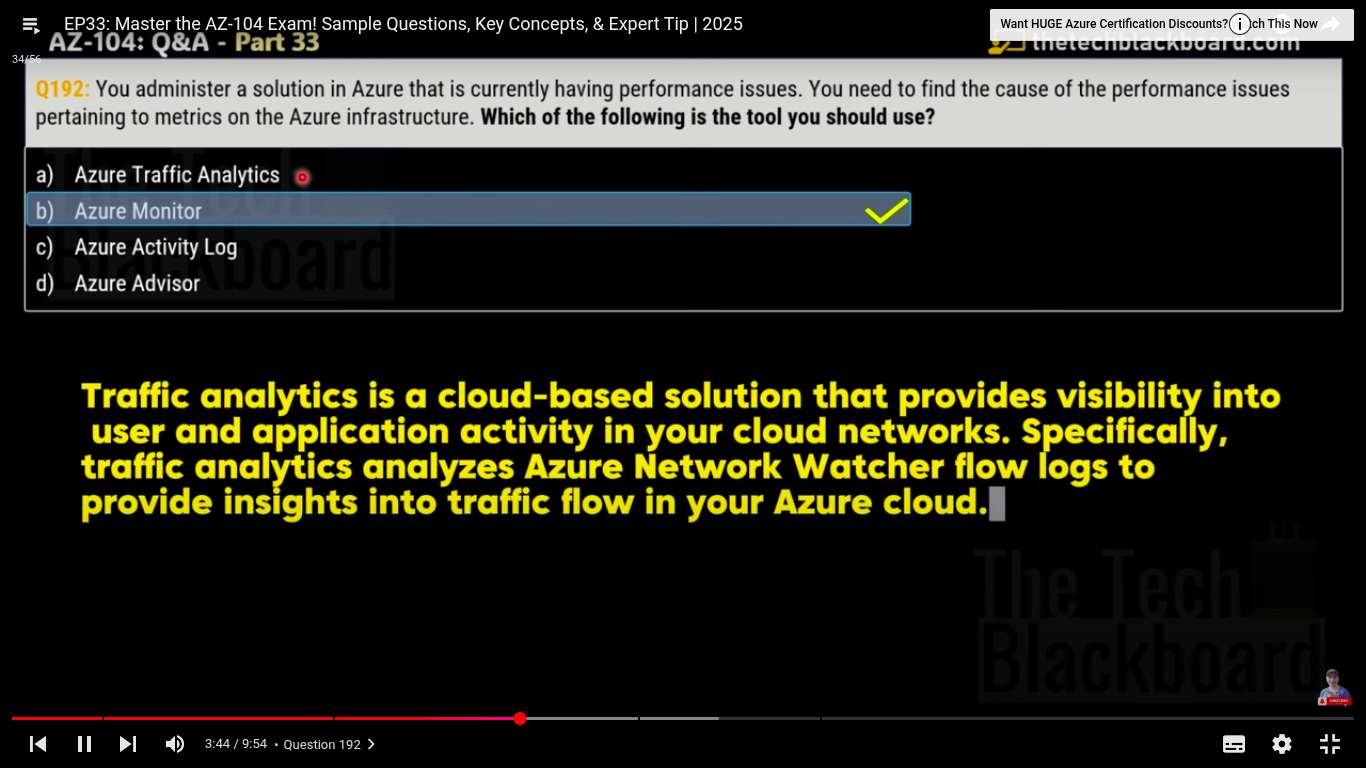 EP33: Master the AZ-104 Exam! Sample Questions, Key Concepts, & Expert Tip | 2025
Want HUGE Azure Certification Discounts? ch This Now
AZ-104: Q&A - Part 33
thetechblackboard.com
34/56
Q192: You administer a solution in Azure that is currently having performance issues. You need to find the cause of the performance issues
pertaining to metrics on the Azure infrastructure. Which of the following is the tool you should use?
a) Azure Traffic Analytics
b) Azure Monitor
c) Azure Activity Log
d) Azure Advisor
Traffic analytics is a cloud-based solution that provides visibility into
user and application activity in your cloud networks. Specifically,
traffic analytics analyzes Azure Network Watcher flow logs to
provide insights into traffic flow in your Azure cloud.
The Tech
Blackboard
3:44 / 9:54 • Question 192